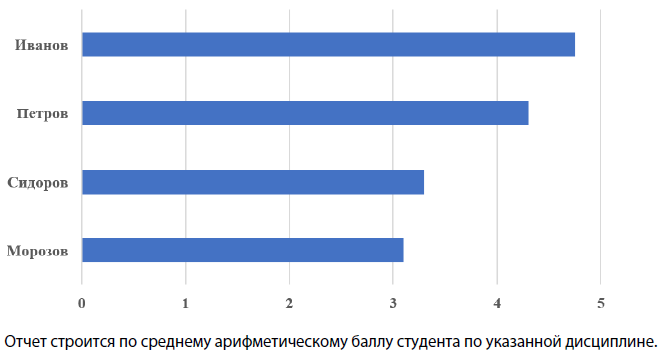 Иванов
Петров
Сидоров
Морозов
0 1 2 3 4 5
Отчет строится по среднему арифметическому баллу студента по указанной дисциплине.